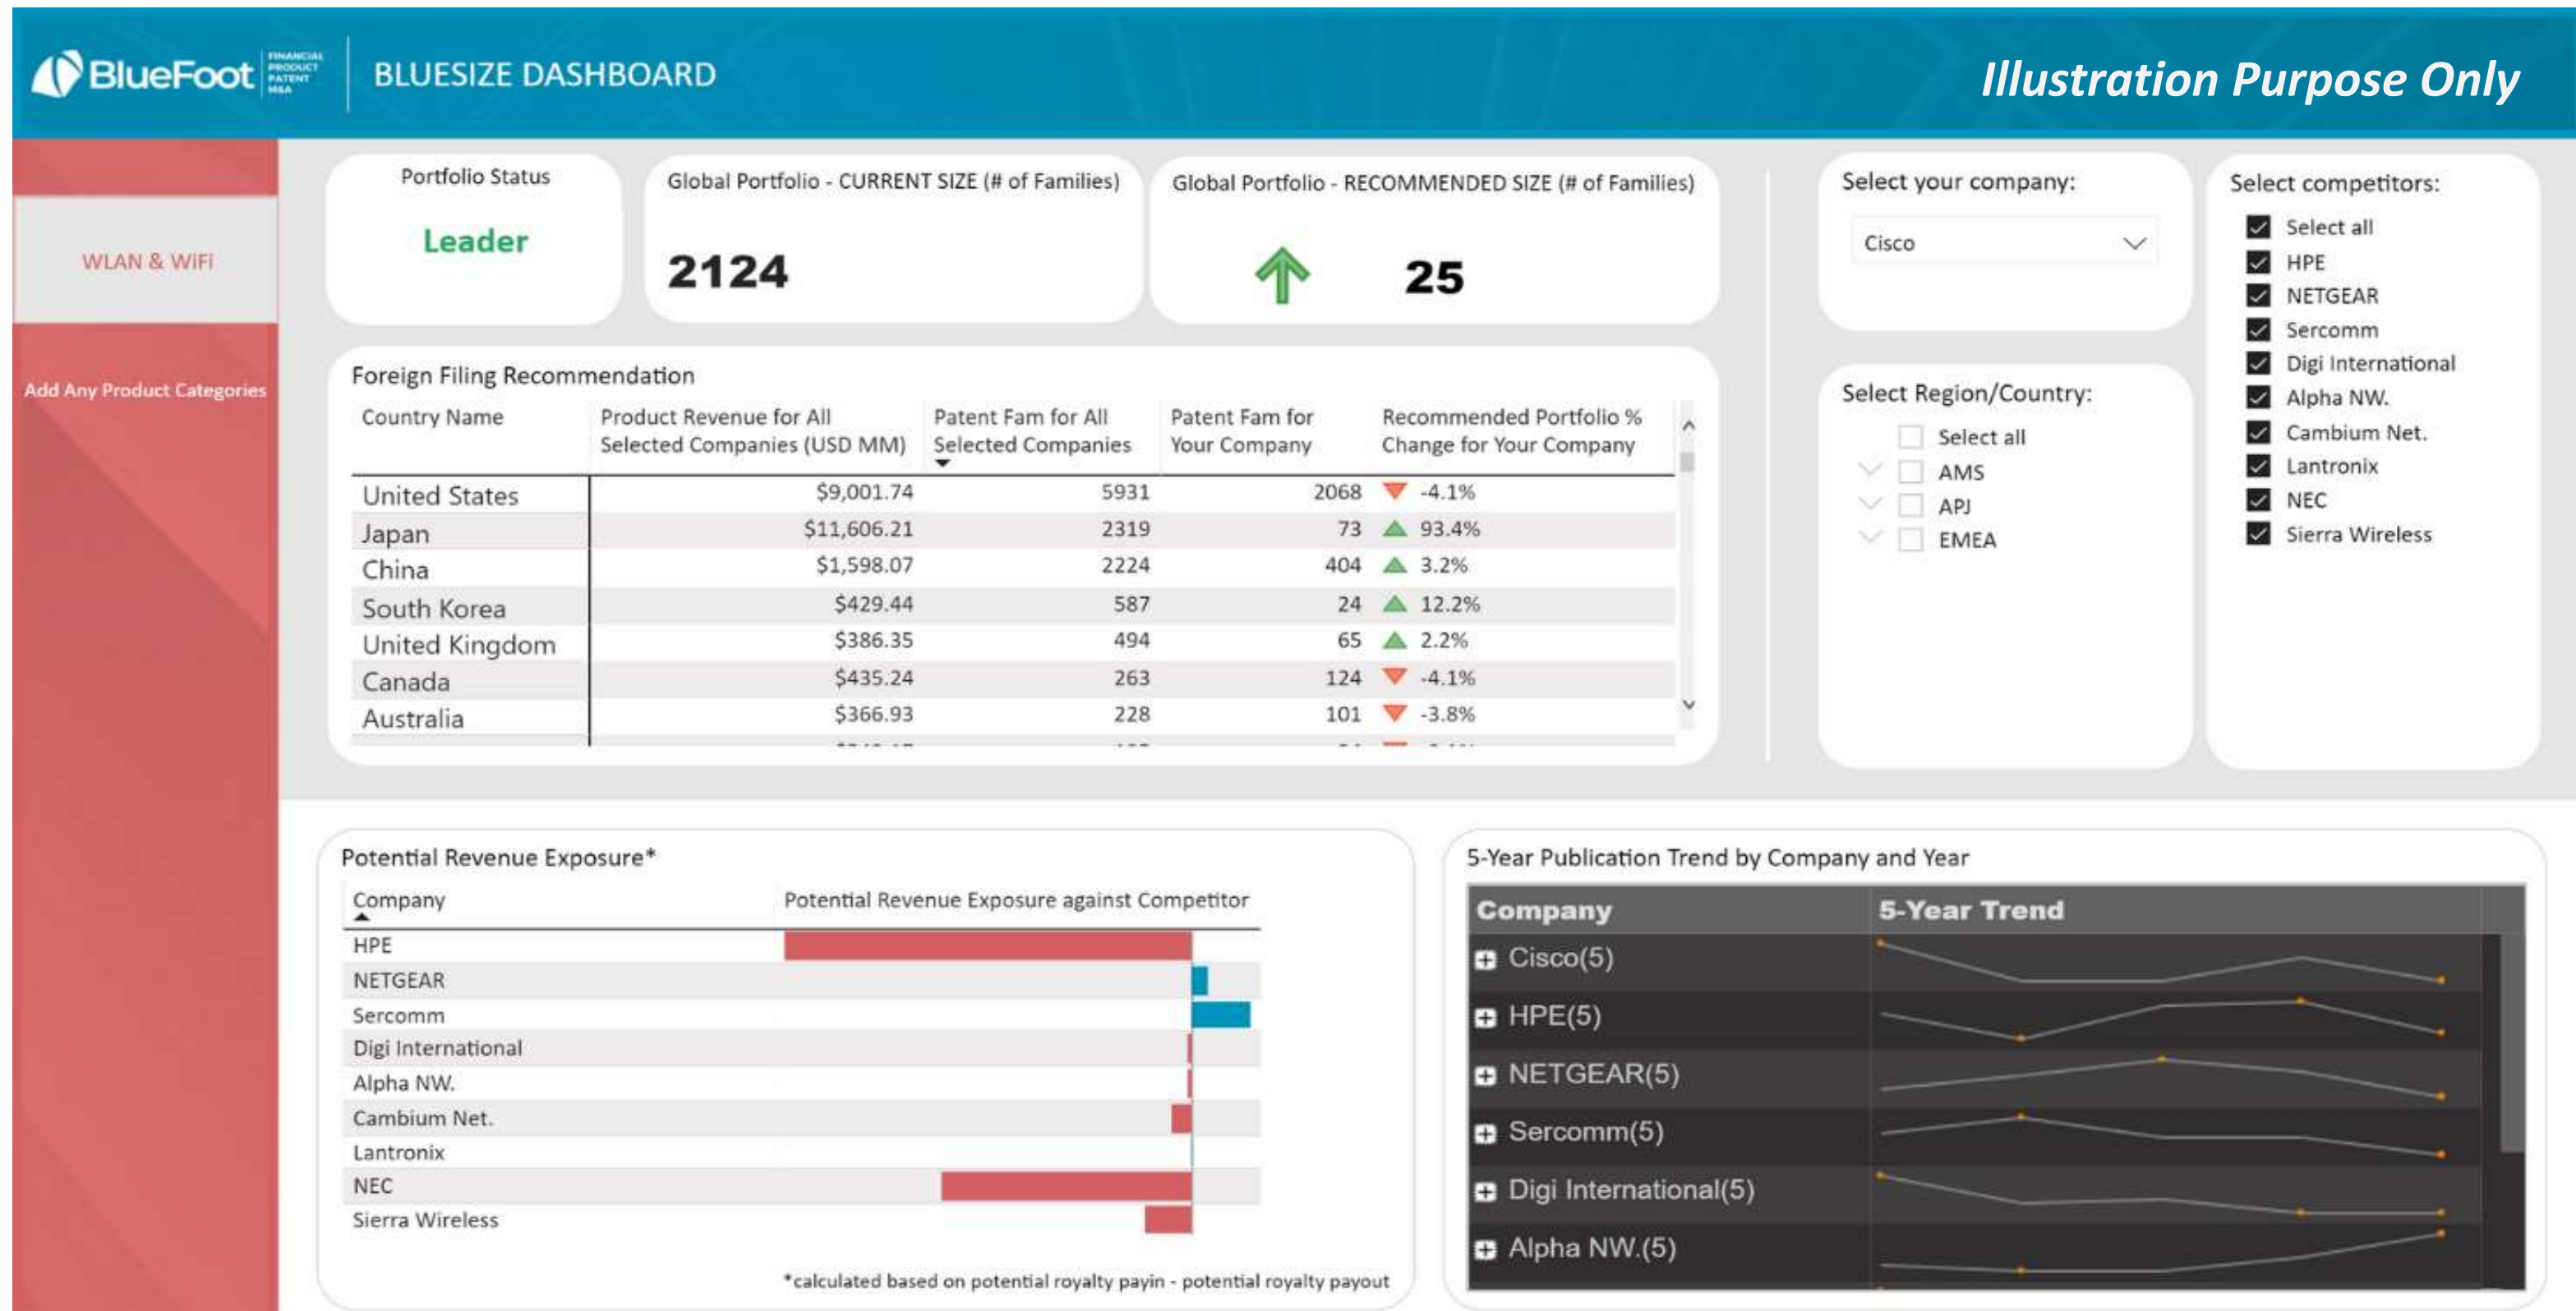 BlueFoot
FINANCIAL
PRODUCT
PATENT
M&A
BLUESIZE DASHBOARD
Illustration Purpose Only
WLAN & WiFi
Add Any Product Categories
Portfolio Status
Leader
Global Portfolio - CURRENT SIZE (# of Families)
2124
Global Portfolio - RECOMMENDED SIZE (# of Families)
25
Select your company:
Cisco
Select competitors:
Select all
HPE
NETGEAR
Sercomm
Digi International
Alpha NW.
Cambium Net.
Lantronix
NEC
Sierra Wireless
Select Region/Country:
Select all
AMS
APJ
EMEA
Foreign Filing Recommendation
Country Name Product Revenue for All Selected Companies (USD MM) Patent Fam for All Selected Companies Patent Fam for Your Company Recommended Portfolio % Change for Your Company
United States $9,001.74 5931 2068 -4.1%
Japan $11,606.21 2319 73 93.4%
China $1,598.07 2224 404 3.2%
South Korea $429.44 587 24 12.2%
United Kingdom $386.35 494 65 2.2%
Canada $435.24 263 124 -4.1%
Australia $366.93 228 101 -3.8%
Potential Revenue Exposure*
Company Potential Revenue Exposure against Competitor
HPE
NETGEAR
Sercomm
Digi International
Alpha NW.
Cambium Net.
Lantronix
NEC
Sierra Wireless
*calculated based on potential royalty payin - potential royalty payout
5-Year Publication Trend by Company and Year
Company 5-Year Trend
Cisco(5)
HPE(5)
NETGEAR(5)
Sercomm(5)
Digi International(5)
Alpha NW.(5)